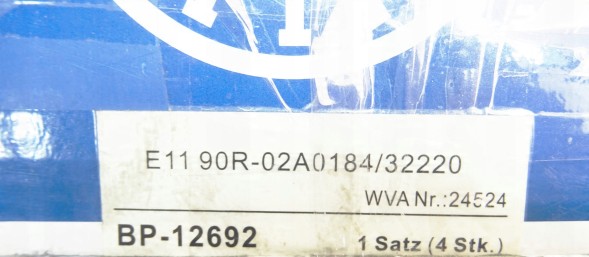 E11 90R-02A0184/32220
WVA Nr.:24524
BP-12692 1 Satz (4 Stk.)